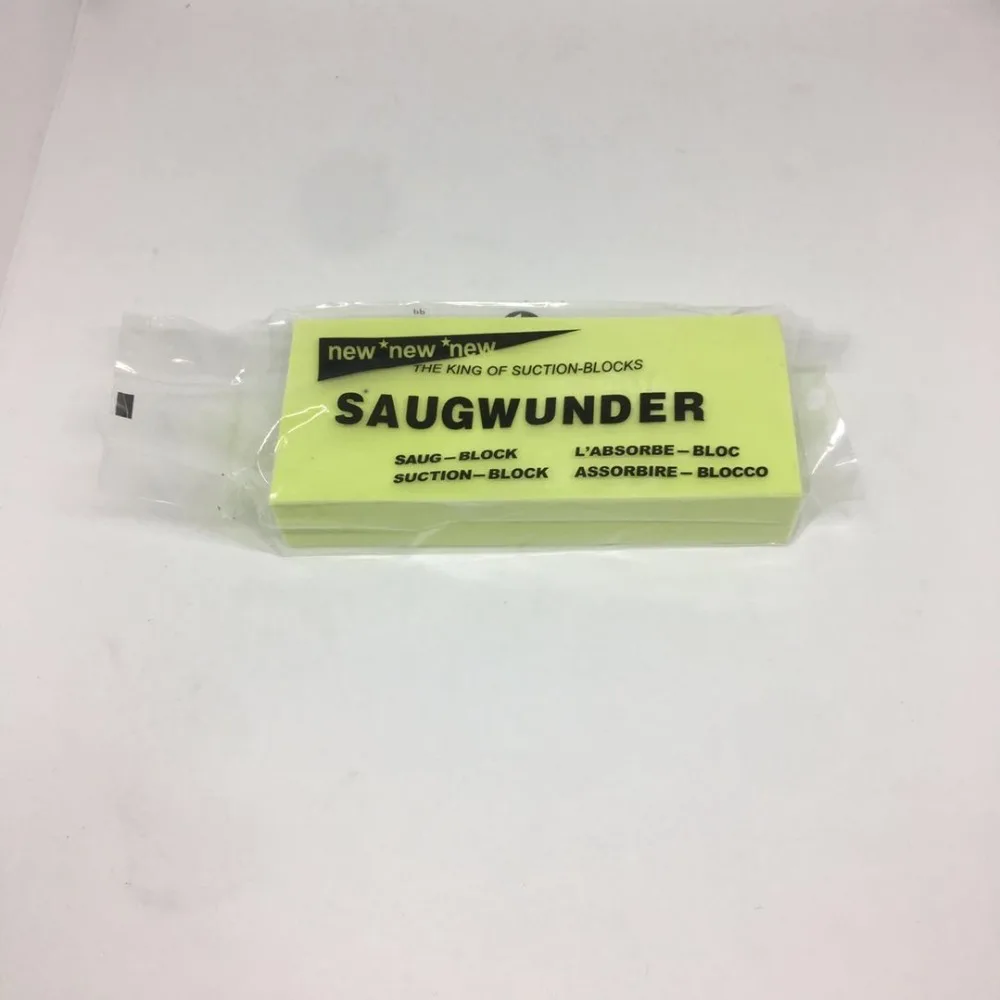 new*new*new
THE KING OF SUCTION-BLOCKS
SAUGWUNDER
SAUG–BLOCK
L'ABSORBE–BLOC
SUCTION–BLOCK
ASSORBIRE–BLOCCO